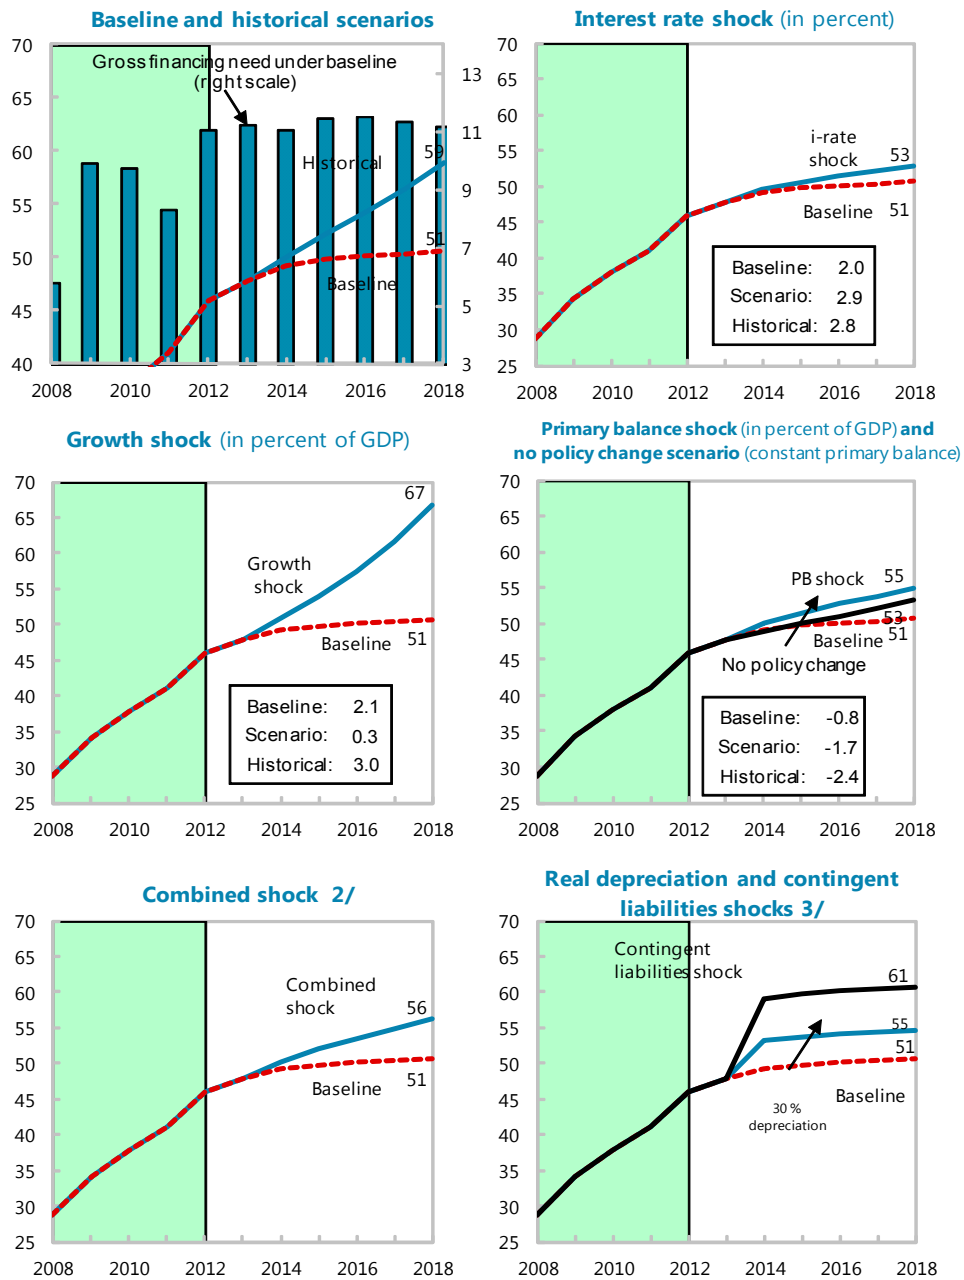 Baseline and historical scenarios
70
65
60
55
50
45
40
13
11
9
7
5
3
Gross financing need under baseline
(right scale)
Historical
59
51
Baseline
2008 2010 2012 2014 2016 2018
Interest rate shock (in percent)
70
65
60
55
50
45
40
35
30
25
i-rate
shock
53
Baseline
51
Baseline: 2.0
Scenario: 2.9
Historical: 2.8
2008 2010 2012 2014 2016 2018
Growth shock (in percent of GDP)
70
65
60
55
50
45
40
35
30
25
67
Growth
shock
Baseline
51
Baseline: 2.1
Scenario: 0.3
Historical: 3.0
2008 2010 2012 2014 2016 2018
Primary balance shock (in percent of GDP) and
no policy change scenario (constant primary balance)
70
65
60
55
50
45
40
35
30
25
PB shock
55
53
Baseline
51
No policy change
Baseline: -0.8
Scenario: -1.7
Historical: -2.4
2008 2010 2012 2014 2016 2018
Combined shock 2/
70
65
60
55
50
45
40
35
30
25
Combined
shock
56
Baseline
51
2008 2010 2012 2014 2016 2018
Real depreciation and contingent
liabilities shocks 3/
70
65
60
55
50
45
40
35
30
25
Contingent
liabilities shock
61
55
51
Baseline
30 %
depreciation
2008 2010 2012 2014 2016 2018